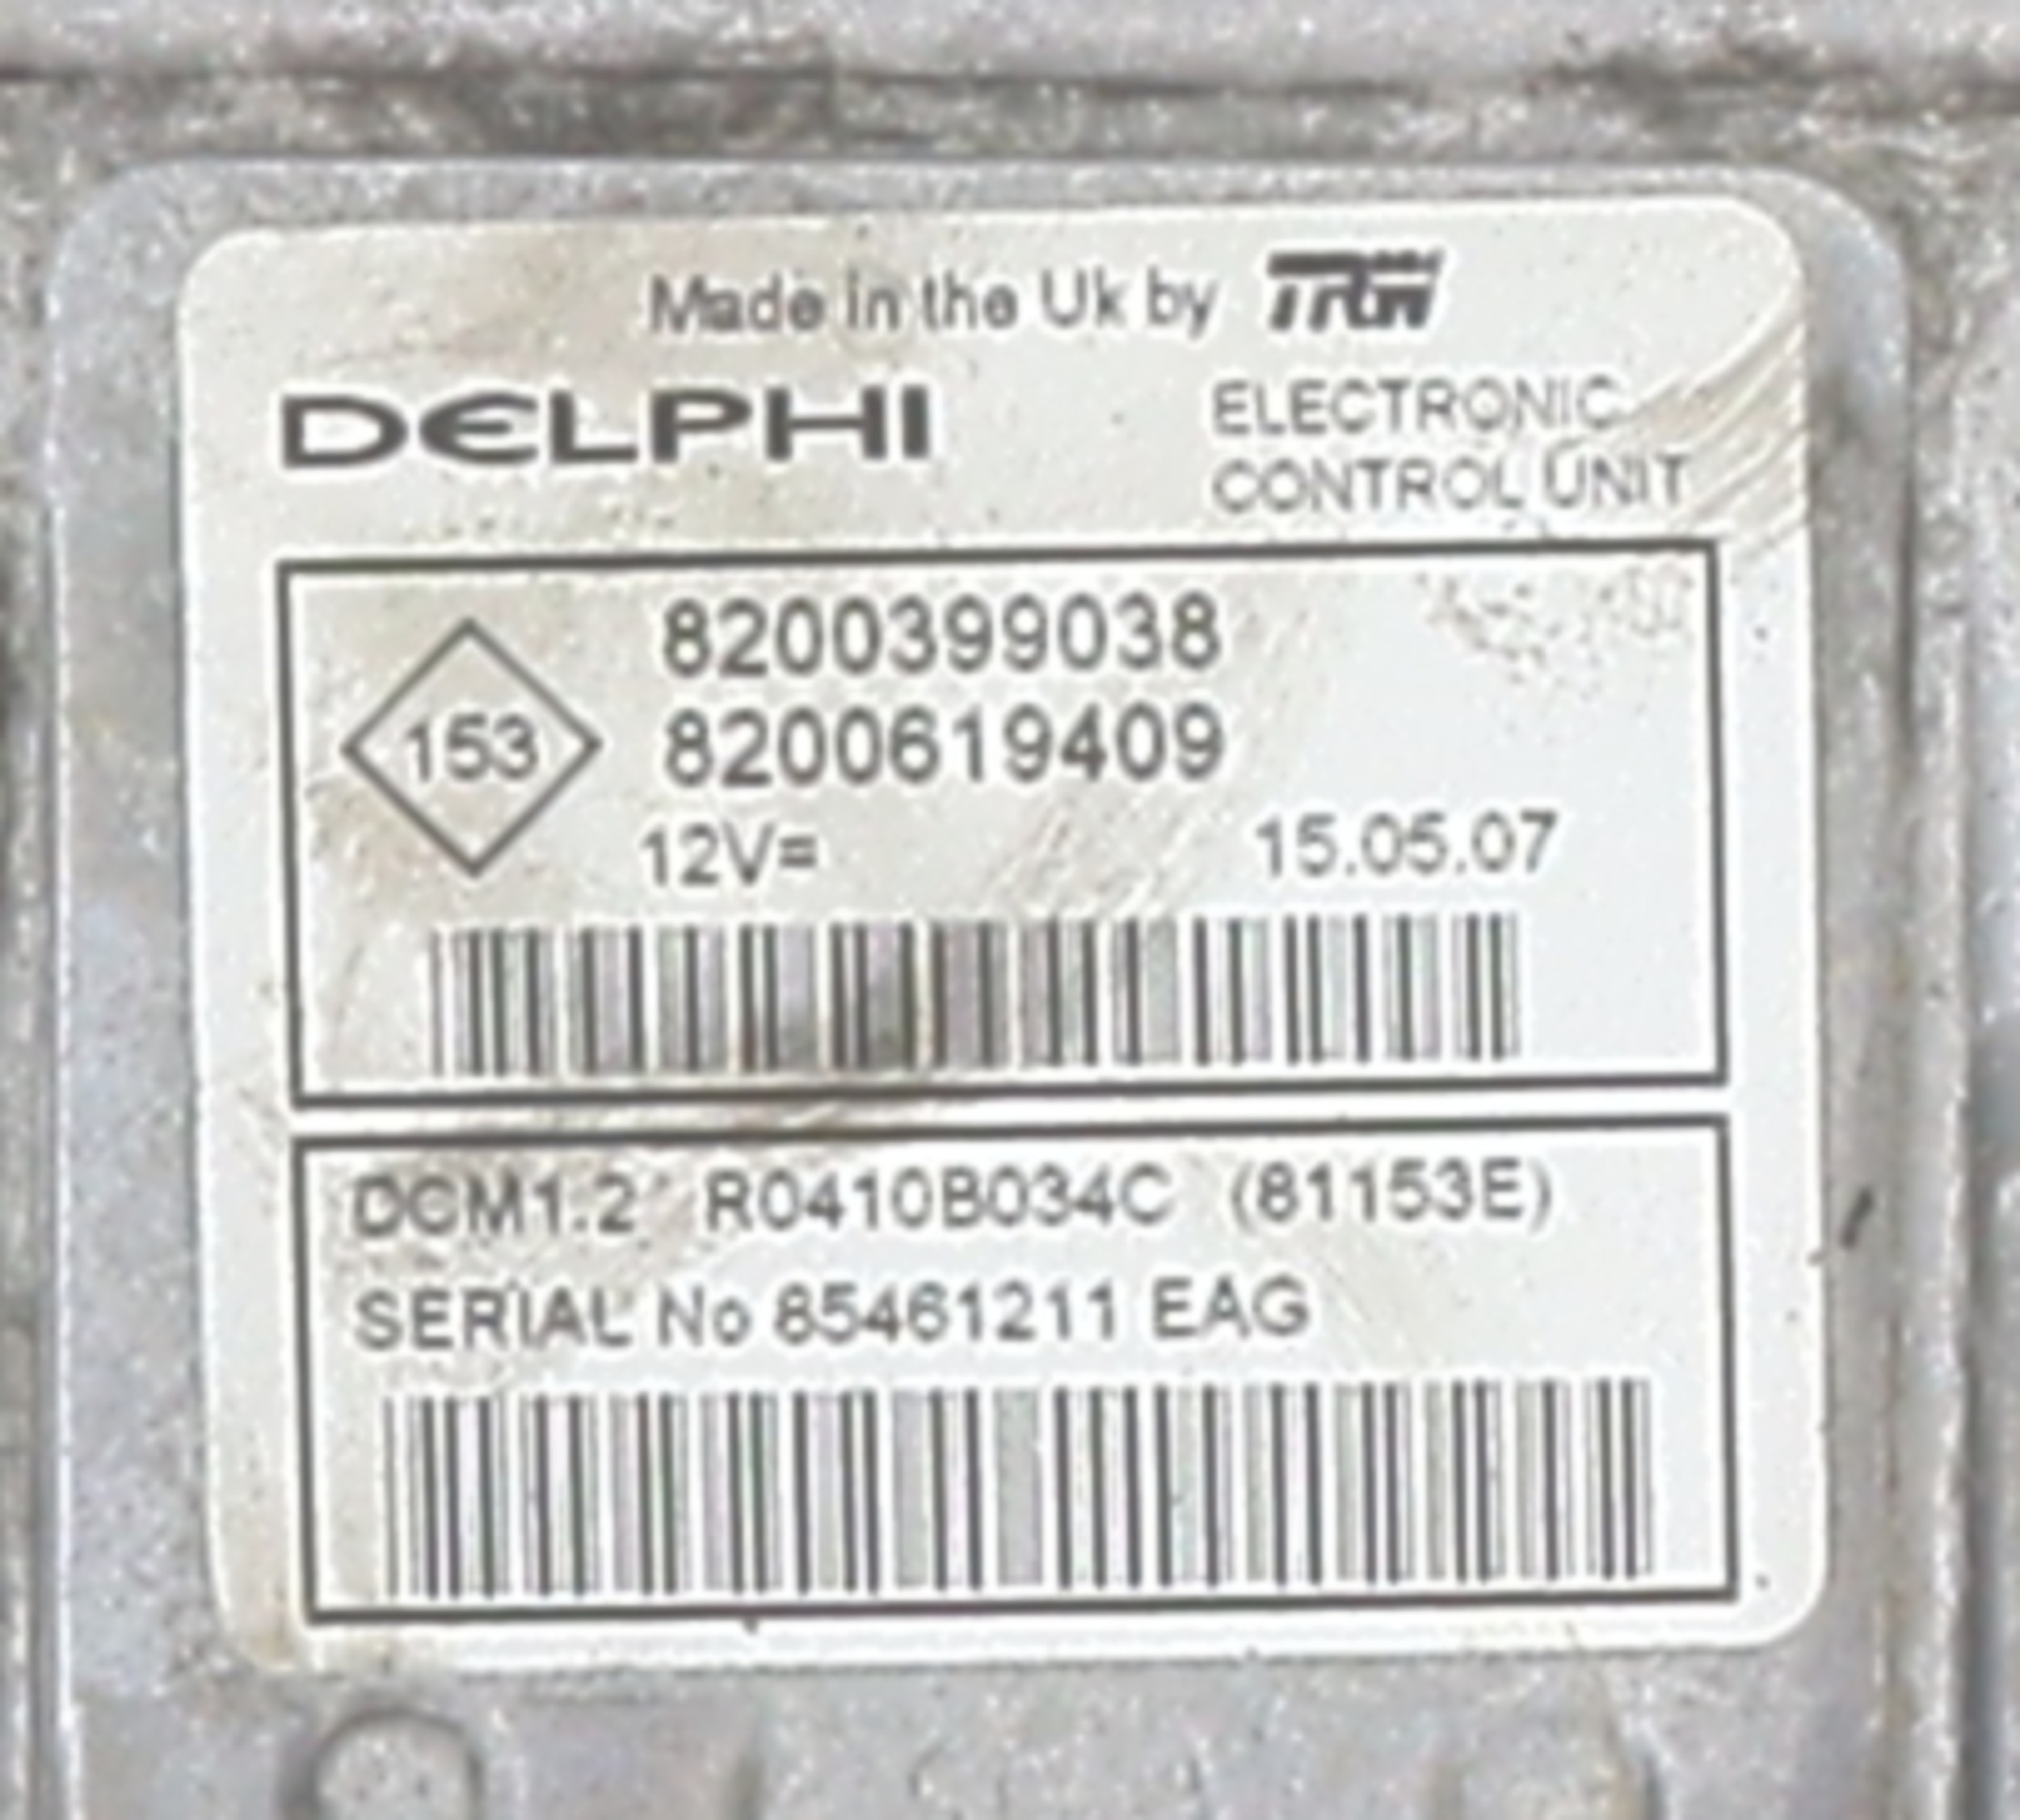 Made in the Uk by TRW
DELPHI
ELECTRONIC
CONTROL UNIT
8200399038
153
8200619409
12V=
15.05.07
DCM1.2 R0410B034C (81153E)
SERIAL No 85461211 EAG